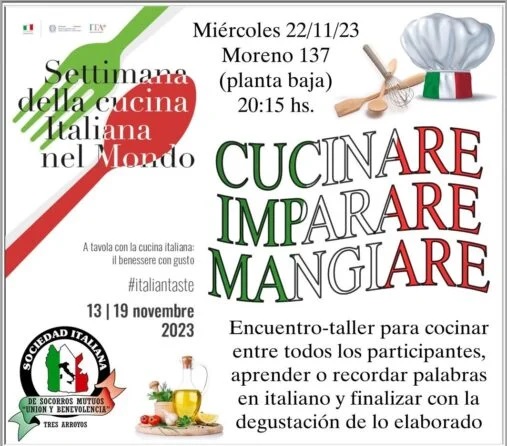 Miércoles 22/11/23
Moreno 137
(planta baja)
20:15 hs.
Settimana
della cucina
Italiana
nel Mondo
A tavola con la cucina italiana:
il benessere con gusto
#italiantaste
13 | 19 novembre
2023
CUCINARE
IMPARARE
MANGIARE
SOCIEDAD ITALIANA
DE SOCORROS MUTUOS
"UNION Y BENEVOLENCIA"
TRES ARROYOS
Encuentro-taller para cocinar
entre todos los participantes,
aprender o recordar palabras
en italiano y finalizar con la
degustación de lo elaborado